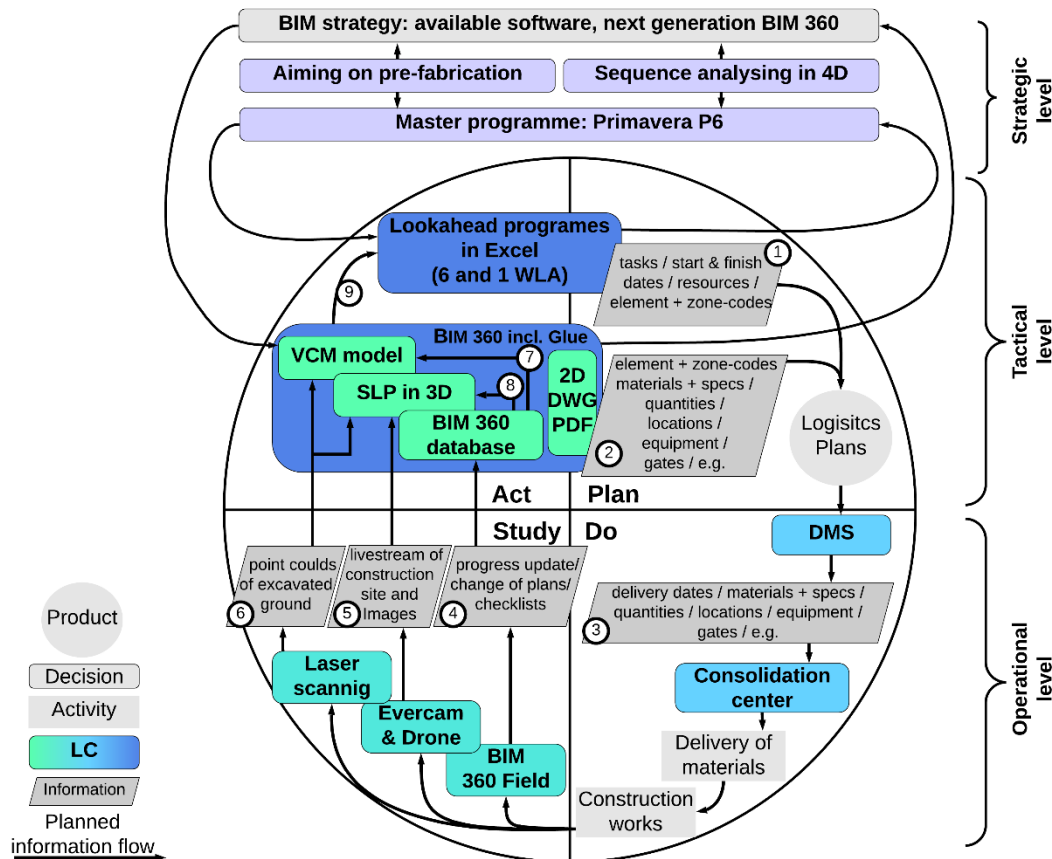 BIM strategy: available software, next generation BIM 360
Aiming on pre-fabrication
Sequence analysing in 4D
Master programme: Primavera P6
Strategic
level
Lookahead programes
in Excel
(6 and 1 WLA)
1
tasks / start & finish
dates / resources /
element + zone-codes
9
BIM 360 incl. Glue
VCM model
7
SLP in 3D
8
BIM 360
database
2D
DWG
PDF
element + zone-codes
materials + specs /
quantities /
locations /
equipment /
gates / e.g.
2
Logisitcs
Plans
Tactical
level
Act
Plan
Study
Do
DMS
point coulds
of excavated
ground
6
livestream of
construction
site and
Images
5
progress update/
change of plans/
checklists
4
delivery dates / materials + specs /
quantities / locations / equipment /
gates / e.g.
3
Laser
scannig
Evercam
& Drone
BIM
360 Field
Consolidation
center
Delivery of
materials
Construction
works
Operational
level
Product
Decision
Activity
LC
Information
Planned
information flow